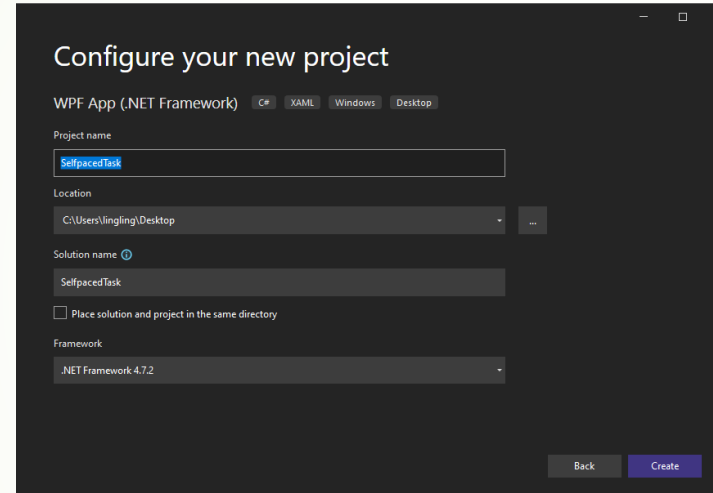 Configure your new project
WPF App (.NET Framework) C# XAML Windows Desktop
Project name
SelfpacedTask
Location
C:\Users\lingling\Desktop
...
Solution name
SelfpacedTask
Place solution and project in the same directory
Framework
.NET Framework 4.7.2
Back Create